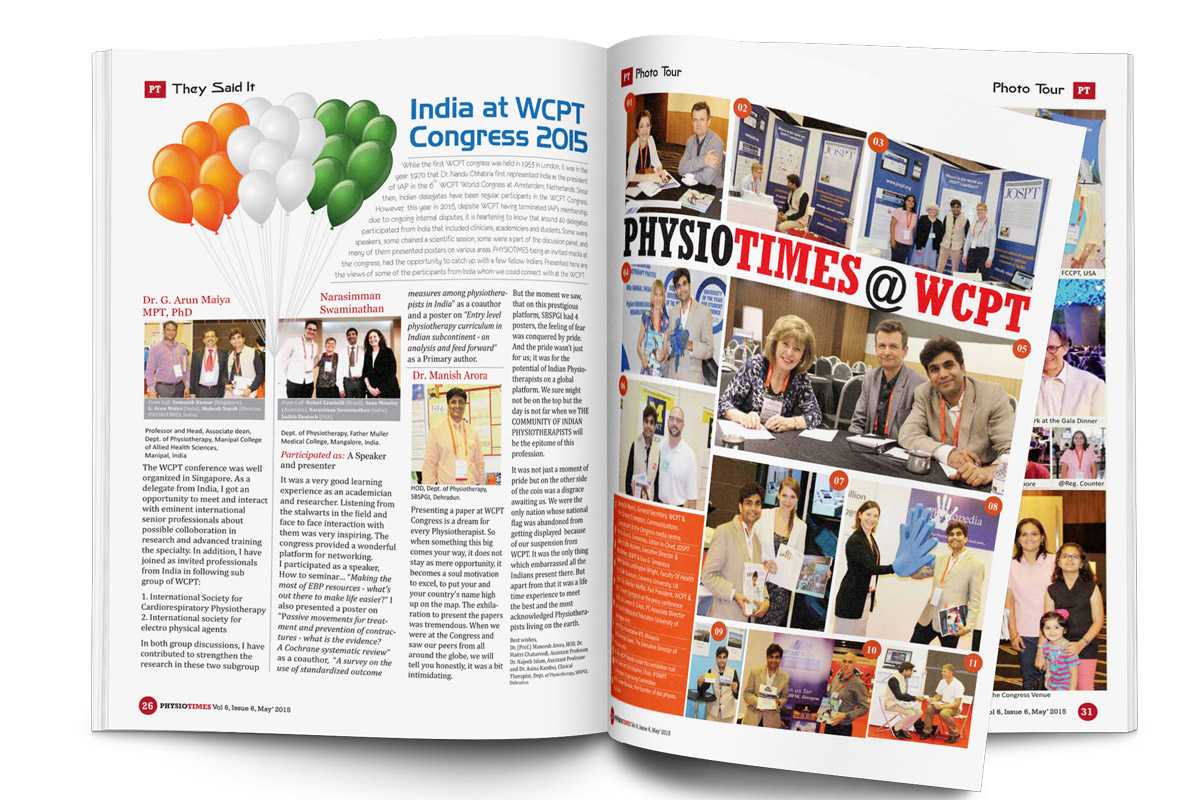 PT They Said It
India at WCPT
Congress 2015
While the first WCPT congress was held in 1953 in London, it was in the
year 1970 that Dr. Nandu Chhabria first represented India as the president
of IAP in the 6th WCPT World Congress at Amsterdam, Netherlands. Since
then, Indian delegates have been regular participants in the WCPT Congress.
However this year in 2015, despite WCPT having terminated IAPs membership
due to ongoing internal disputes, it is heartening to know that around 60 delegates
participated from India that included clinicians, academicians and students. Some were
speakers, some chaired a scientific session, some were a part of the discussion panel, and
many of them presented posters on various areas. PHYSIOTIMES being an invited media at
the congress, had the opportunity to catch up with a few fellow Indians. Presented here are
the views of some of the participants from India whom we could connect with at the WCPT.
Dr. G. Arun Maiya
MPT, PhD
Professor and Head, Associate dean,
Dept. of Physiotherapy, Manipal College
of Allied Health Sciences,
Manipal, India
The WCPT conference was well
organized in Singapore. As a
delegate from India, I got an
opportunity to meet and interact
with eminent international
senior professionals about
possible colloboration in
research and advanced training
the specialty. In addition, I have
joined as invited professionals
from India in following sub
group of WCPT:
1. International Society for
Cardiorespiratory Physiotherapy
2. International society for
electro physical agents
In both group discussions, I have
contributed to strengthen the
research in these two subgroup
Narasimman
Swaminathan
Dept. of Physiotherapy, Father Muller
Medical College, Mangalore, India.
Participated as: A Speaker
and presenter
It was a very good learning
experience as an academician
and researcher. Listening from
the stalwarts in the field and
face to face interaction with
them was very inspiring. The
congress provided a wonderful
platform for networking.
I participated as a speaker,
How to seminar... "Making the
most of EBP resources - what's
out there to make life easier?" I
also presented a poster on
"Passive movements for treat-
ment and prevention of contrac-
tures - what is the evidence?
A Cochrane systematic review"
as a coauthor, "A survey on the
use of standardized outcome
measures among physiothera-
pists in India" as a coauthor
and a poster on "Entry level
physiotherapy curriculum in
Indian subcontinent - an
analysis and feed forward"
as a Primary author.
Dr. Manish Arora
HOD, Dept. of Physiotherapy,
SBSPGI, Dehradun.
Presenting a paper at WCPT
Congress is a dream for
every Physiotherapist. So
when something this big
comes your way, it does not
stay as mere oportunity, it
becomes a soul motivation
to excel, to put your and
your country's name high
up on the map. The exhila-
ration to present the papers
was tremendous. When we
were at the Congress and
saw our peers from all
around the globe, we will
tell you honestly, it was a bit
intimidating.
But the moment we saw,
that on this prestigious
platform, SBSPGI had 4
posters, the feeling of fear
was conquered by pride.
And the pride wasn't just
for us; it was for the
potential of Indian Physio-
therapists on a global
platform. We sure might
not be on the top but the
day is not far when we THE
COMMUNITY OF INDIAN
PHYSIOTHERAPISTS will
be the epitome of this
profession.
It was not just a moment of
pride but on the other side
of the coin was a disgrace
awaiting us. We were the
only nation whose national
flag was abandoned from
getting displayed because
of our suspension from
WCPT. It was the only thing
which embarrassed all the
Indians present there. But
apart from that it was a life
time experience to meet
the best and the most
acknowledged Physiothera-
pists living on the earth.
Best wishes,
26 PHYSIOTIMES Vol 6, Issue 6, May' 2015
PT Photo Tour
01
02
03
JOSPT
PHYSIOTIMES @ WCPT
04
05
06
07
08
09
10
11
Vol 6, Issue 6, May' 2015
Photo Tour PT
FCCPT, USA
at the Gala Dinner
@Reg. Counter
the Congress Venue
ol 6, Issue 6, May' 2015 31